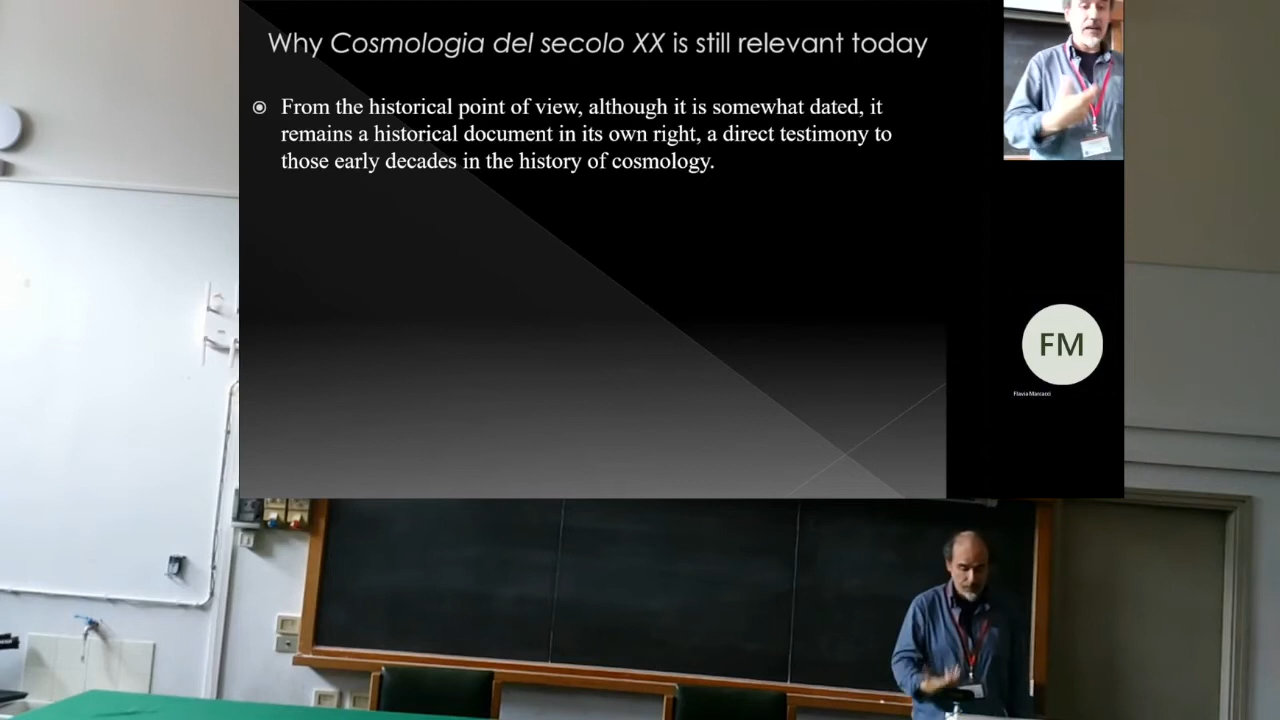 Why Cosmologia del secolo XX is still relevant today
From the historical point of view, although it is somewhat dated, it
remains a historical document in its own right, a direct testimony to
those early decades in the history of cosmology.
FM
Flavia Marcacci